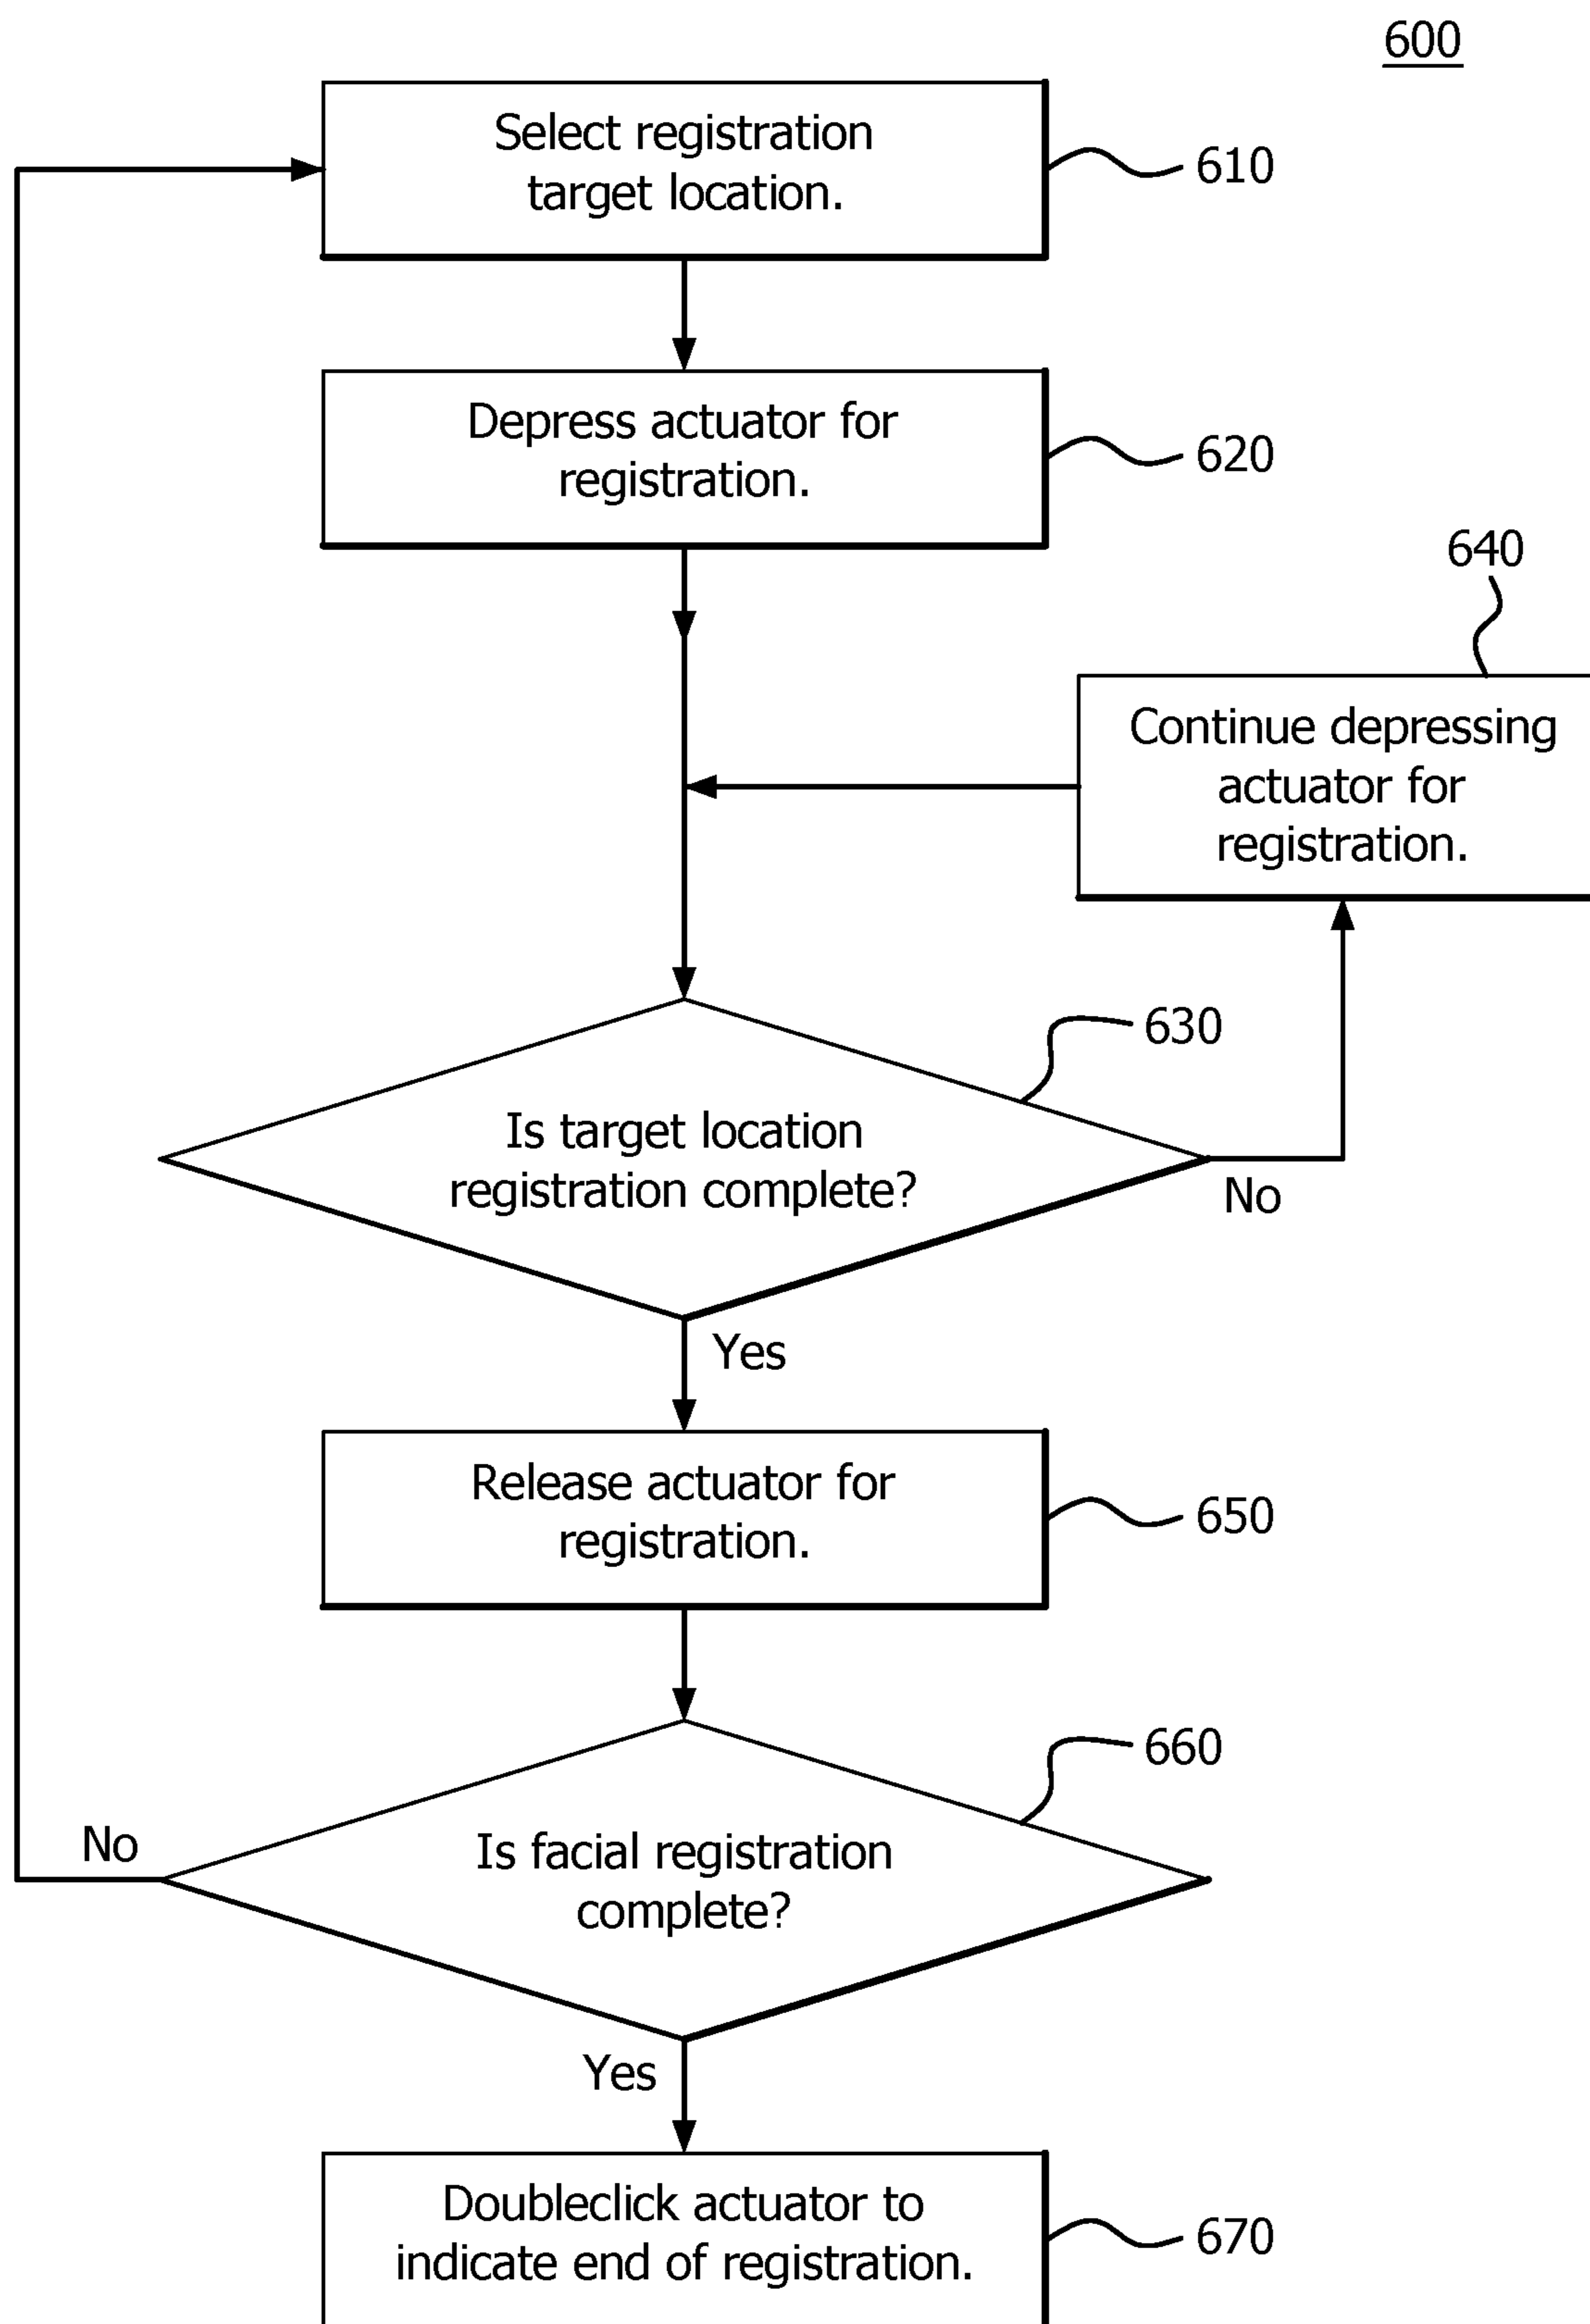 600
Select registration
target location.
610
Depress actuator for
registration.
620
640
Continue depressing
actuator for
registration.
630
Is target location
registration complete?
No
Yes
Release actuator for
registration.
650
660
Is facial registration
complete?
No
Yes
Doubleclick actuator to
indicate end of registration.
670